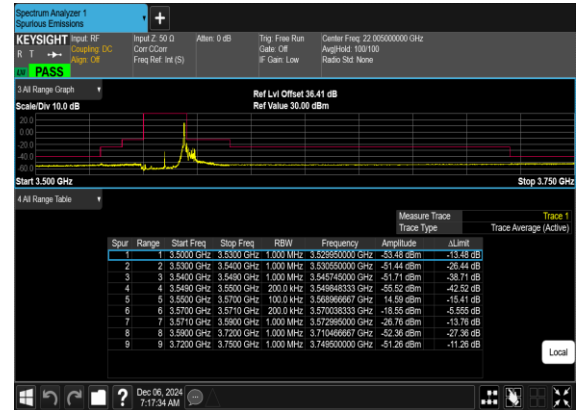 Spectrum Analyzer 1
Spurious Emissions
+
KEYSIGHT Input: RF Input Z: 50 Ω Atten: 0 dB Trig: Free Run Center Freq: 22.005000000 GHz
R T Coupling: DC Corr CCorr Gate: Off Avg|Hold: 100/100
Align: Off Freq Ref: Int (S) IF Gain: Low Radio Std: None
PASS
3 All Range Graph
Ref Lvl Offset 36.41 dB
Scale/Div 10.0 dB Ref Value 30.00 dBm
20.0
0.00
-20.0
-40.0
-60.0
Start 3.500 GHz Stop 3.750 GHz
4 All Range Table
Measure Trace Trace 1
Trace Type Trace Average (Active)
Spur Range Start Freq Stop Freq RBW Frequency Amplitude ΔLimit
1 1 3.5000 GHz 3.5300 GHz 1.000 MHz 3.529950000 GHz -53.48 dBm -13.48 dB
2 2 3.5300 GHz 3.5400 GHz 1.000 MHz 3.530550000 GHz -51.44 dBm -26.44 dB
3 3 3.5400 GHz 3.5490 GHz 1.000 MHz 3.545745000 GHz -51.71 dBm -38.71 dB
4 4 3.5490 GHz 3.5500 GHz 200.0 kHz 3.549848333 GHz -55.52 dBm -42.52 dB
5 5 3.5500 GHz 3.5700 GHz 100.0 kHz 3.568966667 GHz 14.59 dBm -15.41 dB
6 6 3.5700 GHz 3.5710 GHz 200.0 kHz 3.570038333 GHz -18.55 dBm -5.555 dB
7 7 3.5710 GHz 3.5900 GHz 1.000 MHz 3.572995000 GHz -26.76 dBm -13.76 dB
8 8 3.5900 GHz 3.7200 GHz 1.000 MHz 3.710466667 GHz -52.36 dBm -27.36 dB
9 9 3.7200 GHz 3.7500 GHz 1.000 MHz 3.749500000 GHz -51.26 dBm -11.26 dB
Local
? Dec 06, 2024
7:17:34 AM